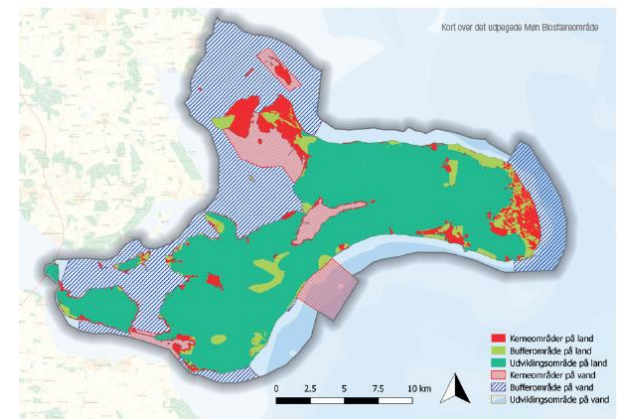 Kort over det udpegede Møn Biosfæreområde
Kerneområder på land
Bufferområde på land
Udviklingsområde på land
Kerneområder på vand
Bufferområde på vand
Udviklingsområde på vand
0 2.5 5 7.5 10 km